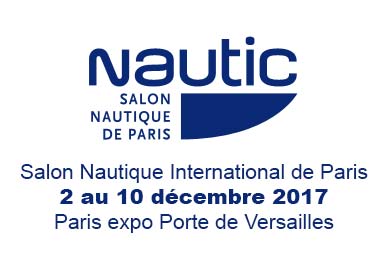 nautic
SALON
NAUTIQUE
DE PARIS
Salon Nautique International de Paris
2 au 10 décembre 2017
Paris expo Porte de Versailles